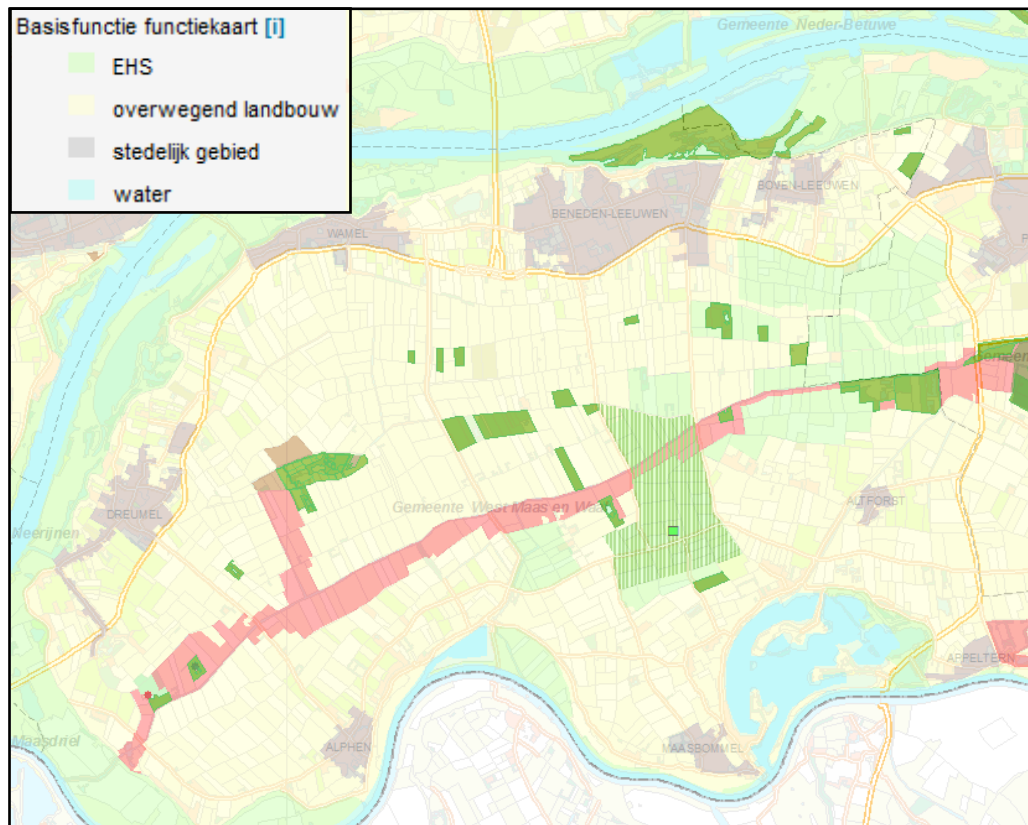 Basisfunctie functiekaart [i]
EHS
overwegend landbouw
stedelijk gebied
water
Gemeente Neder-Betuwe
BOVEN-LEEUWEN
BENEDEN-LEEUWEN
WAMEL
Gemeen
Gemeente West Maas en Waal
ALTFORST
DREUMEL
Neerijnen
APPELTERN
Maasdriel
ALPHEN
MAASBOMMEL